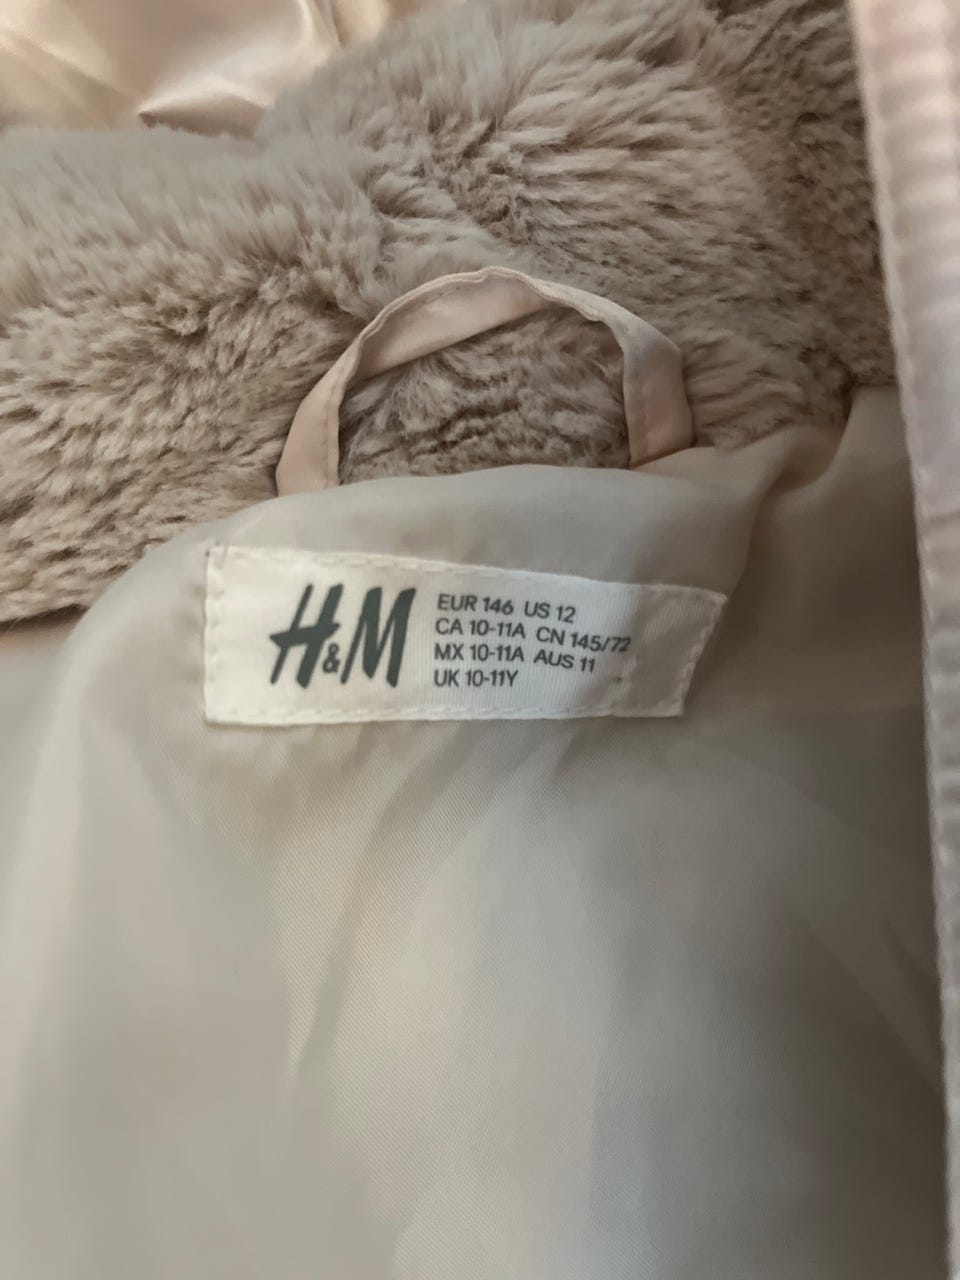 H&M
EUR 146 US 12
CA 10-11A CN 145/72
MX 10-11A AUS 11
UK 10-11Y